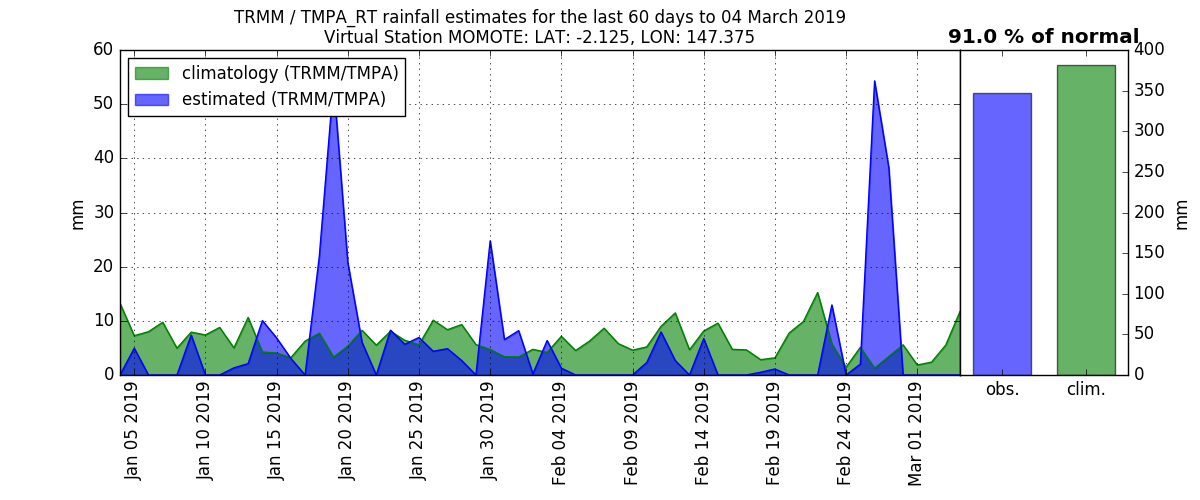 TRMM / TMPA_RT rainfall estimates for the last 60 days to 04 March 2019
Virtual Station MOMOTE: LAT: -2.125, LON: 147.375
91.0 % of normal
climatology (TRMM/TMPA)
estimated (TRMM/TMPA)
60
50
40
30
20
10
0
mm
Jan 05 2019
Jan 10 2019
Jan 15 2019
Jan 20 2019
Jan 25 2019
Jan 30 2019
Feb 04 2019
Feb 09 2019
Feb 14 2019
Feb 19 2019
Feb 24 2019
Mar 01 2019
obs.
clim.
400
350
300
250
200
150
100
50
0
mm